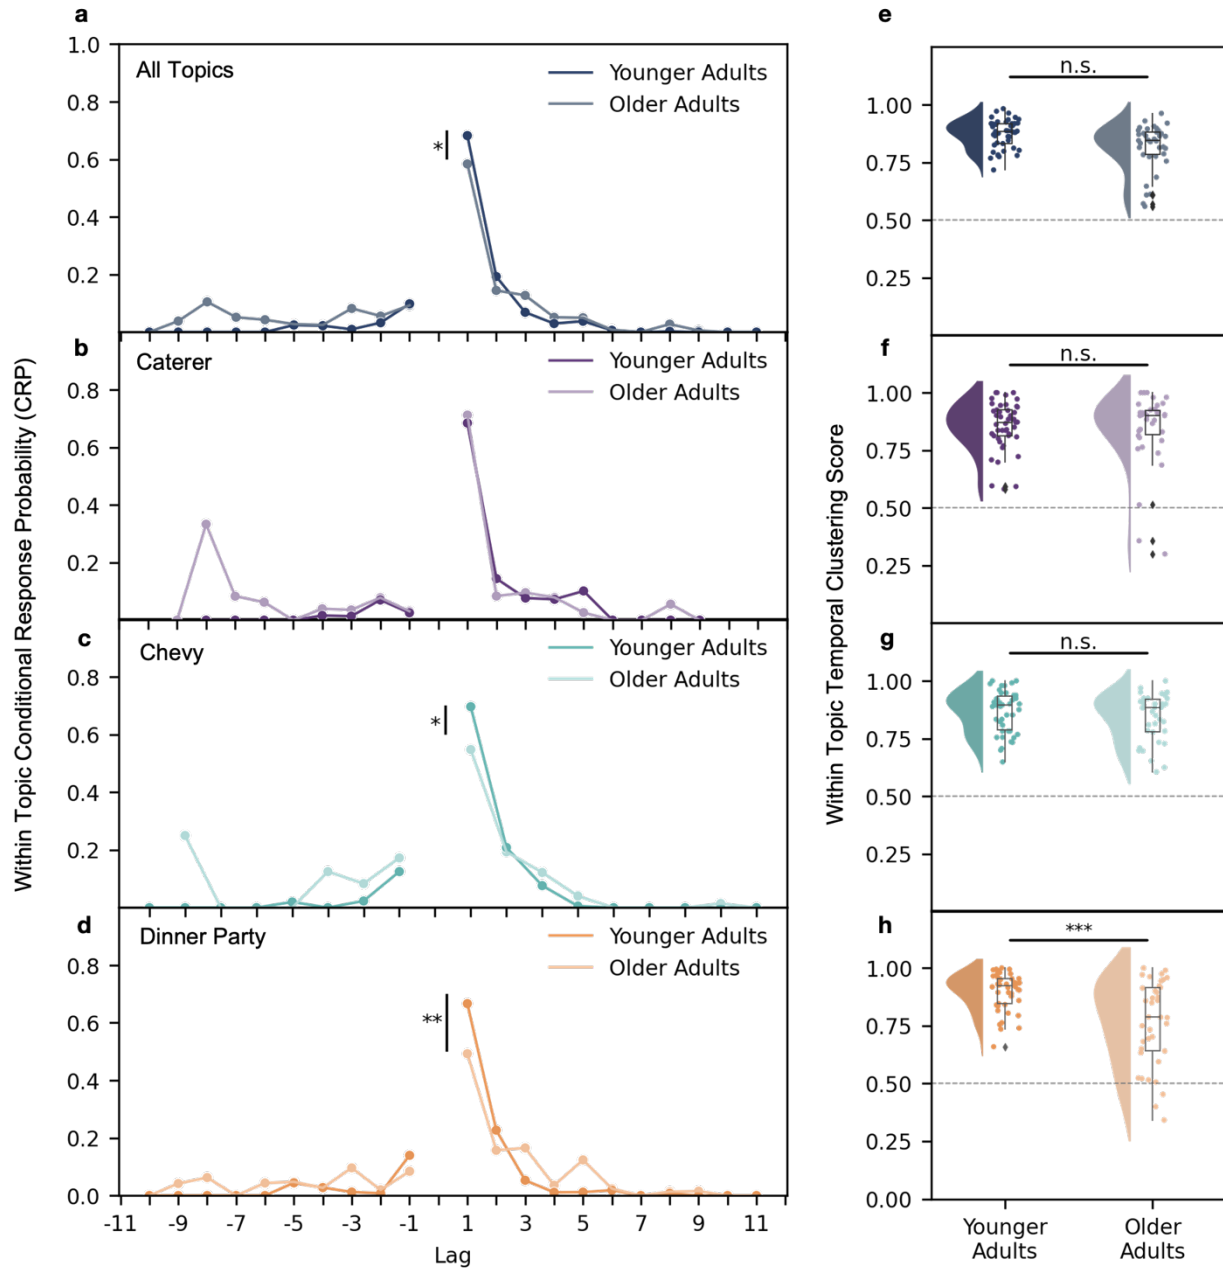 a
All Topics
Younger Adults
Older Adults
1.0
0.8
0.6
0.4
0.2
*
b
Caterer
Younger Adults
Older Adults
0.8
0.6
0.4
0.2
c
Chevy
Younger Adults
Older Adults
0.8
0.6
0.4
0.2
*
d
Dinner Party
Younger Adults
Older Adults
0.8
0.6
0.4
0.2
0.0
**
-11 -9 -7 -5 -3 -1 1 3 5 7 9 11
Lag
Within Topic Conditional Response Probability (CRP)
e
n.s.
1.00
0.75
0.50
0.25
f
n.s.
1.00
0.75
0.50
0.25
g
n.s.
1.00
0.75
0.50
0.25
h
***
1.00
0.75
0.50
0.25
0.00
Younger
Adults
Older
Adults
Within Topic Temporal Clustering Score